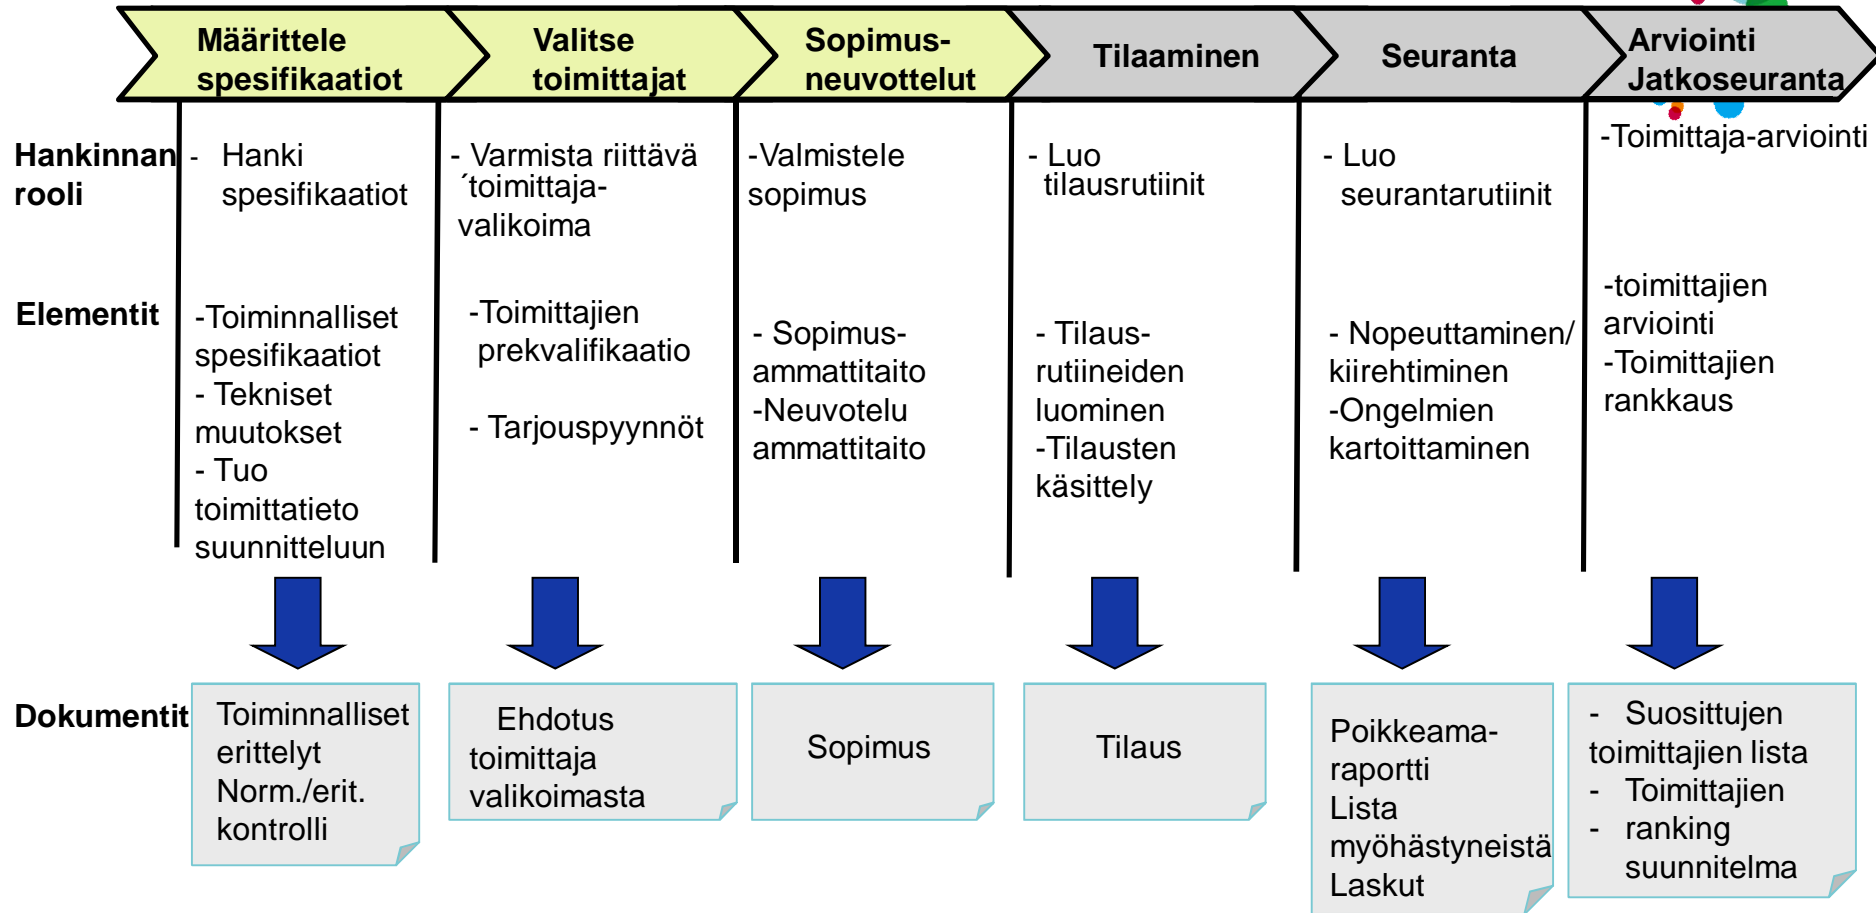 Määrittele
spesifikaatiot
Valitse
toimittajat
Sopimus-
neuvottelut
Tilaaminen
Seuranta
Arviointi
Jatkoseuranta
Hankinnan
rooli
- Hanki
spesifikaatiot
- Varmista riittävä
´toimittaja-
valikoima
-Valmistele
sopimus
- Luo
tilausrutiinit
- Luo
seurantarutiinit
-Toimittaja-arviointi
Elementit
-Toiminnalliset
spesifikaatiot
- Tekniset
muutokset
- Tuo
toimittatieto
suunnitteluun
-Toimittajien
prekvalifikaatio
- Tarjouspyynnöt
- Sopimus-
ammattitaito
-Neuvotelu
ammattitaito
- Tilaus-
rutiineiden
luominen
-Tilausten
käsittely
- Nopeuttaminen/
kiirehtiminen
-Ongelmien
kartoittaminen
-toimittajien
arviointi
-Toimittajien
rankkaus
Dokumentit
Toiminnalliset
erittelyt
Norm./erit.
kontrolli
Ehdotus
toimittaja
valikoimasta
Sopimus
Tilaus
Poikkeama-
raportti
Lista
myöhästyneistä
Laskut
- Suosittujen
toimittajien lista
- Toimittajien
- ranking
suunnitelma